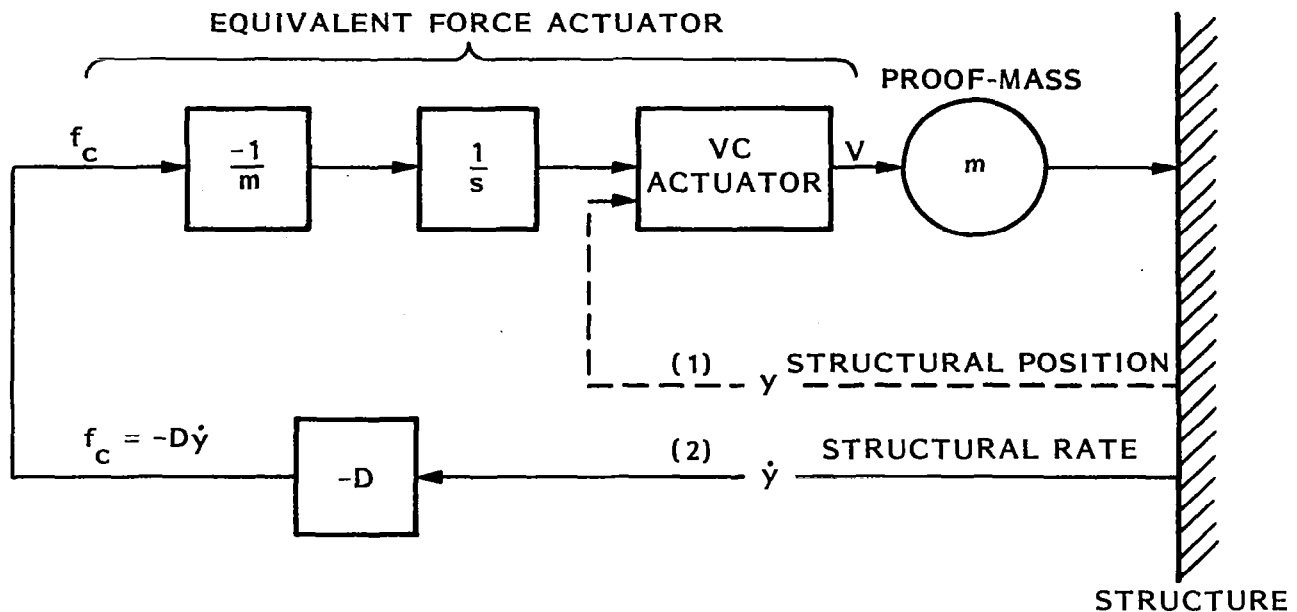 EQUIVALENT FORCE ACTUATOR
PROOF-MASS
f_c
-1
m
1
s
VC
ACTUATOR
V
m
(1) STRUCTURAL POSITION
y
f_c = -Dẏ
-D
(2) STRUCTURAL RATE
ẏ
STRUCTURE